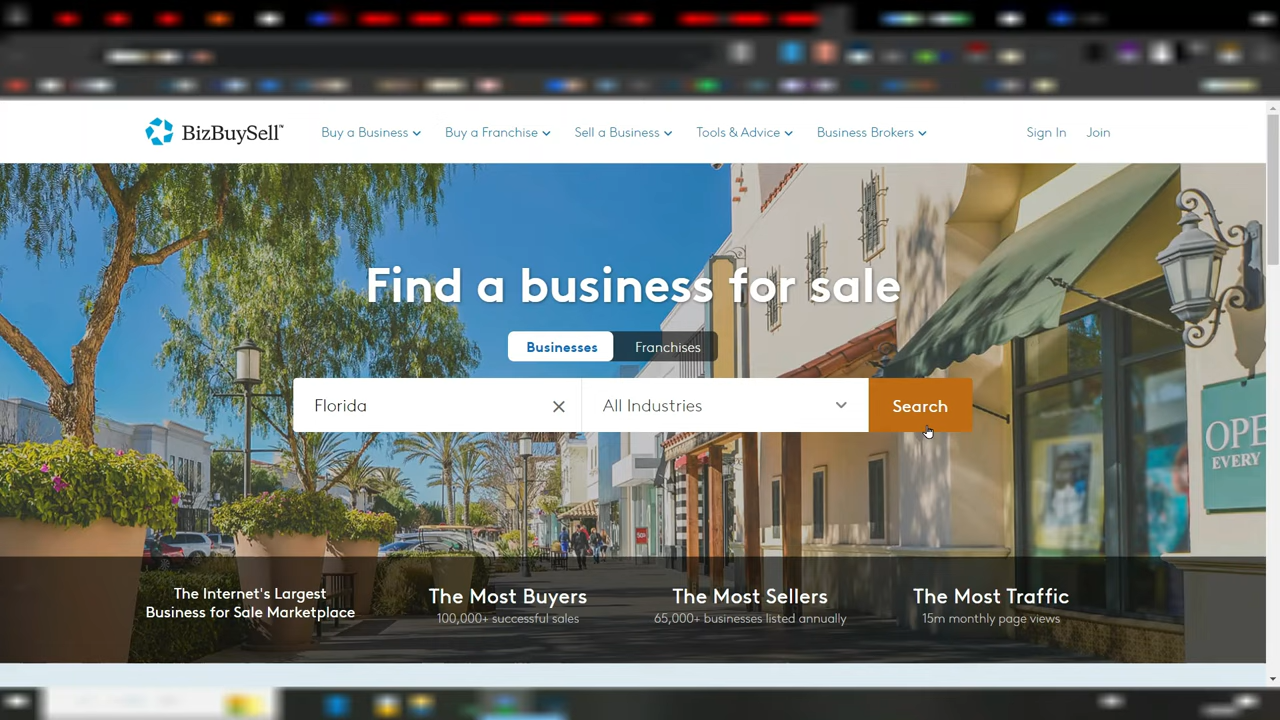 BizBuySell™
Buy a Business
Buy a Franchise
Sell a Business
Tools & Advice
Business Brokers
Sign In
Join
Find a business for sale
Businesses
Franchises
Florida
All Industries
Search
OPE
EVERY
The Internet's Largest
Business for Sale Marketplace
The Most Buyers
100,000+ successful sales
The Most Sellers
65,000+ businesses listed annually
The Most Traffic
15m monthly page views